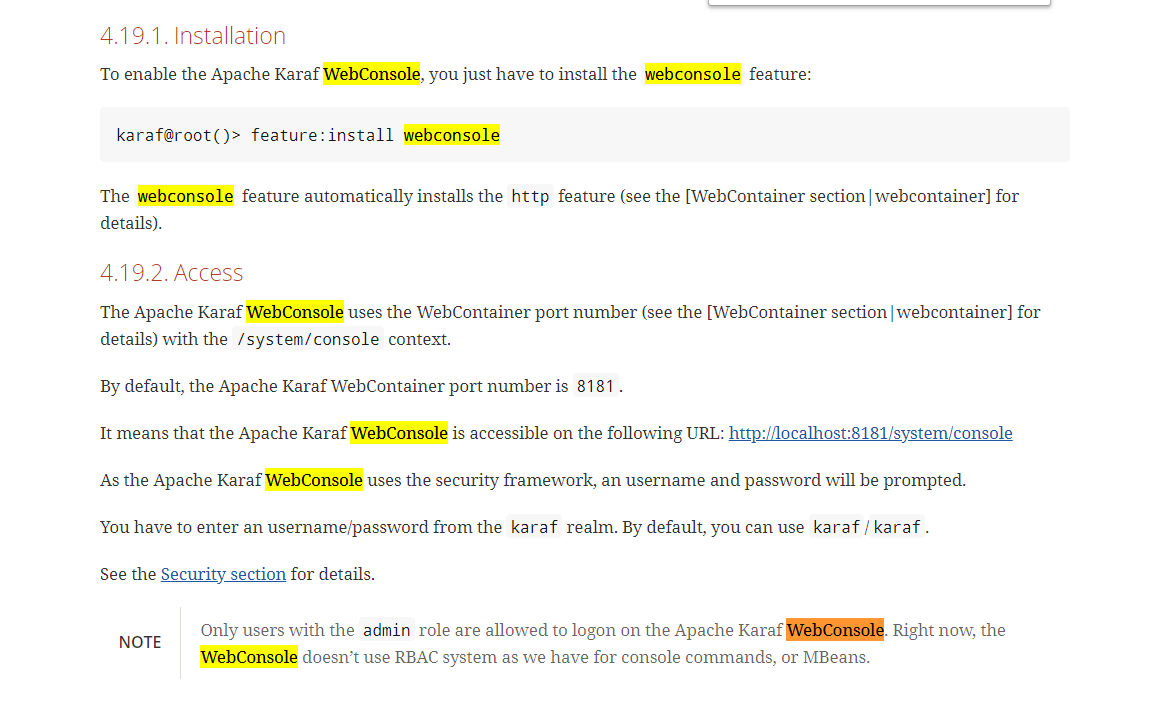 4.19.1. Installation
To enable the Apache Karaf WebConsole, you just have to install the webconsole feature:
karaf@root()> feature:install webconsole
The webconsole feature automatically installs the http feature (see the [WebContainer section|webcontainer] for
details).
4.19.2. Access
The Apache Karaf WebConsole uses the WebContainer port number (see the [WebContainer section|webcontainer] for
details) with the /system/console context.
By default, the Apache Karaf WebContainer port number is 8181.
It means that the Apache Karaf WebConsole is accessible on the following URL: http://localhost:8181/system/console
As the Apache Karaf WebConsole uses the security framework, an username and password will be prompted.
You have to enter an username/password from the karaf realm. By default, you can use karaf/karaf.
See the Security section for details.
NOTE
Only users with the admin role are allowed to logon on the Apache Karaf WebConsole. Right now, the
WebConsole doesn’t use RBAC system as we have for console commands, or MBeans.